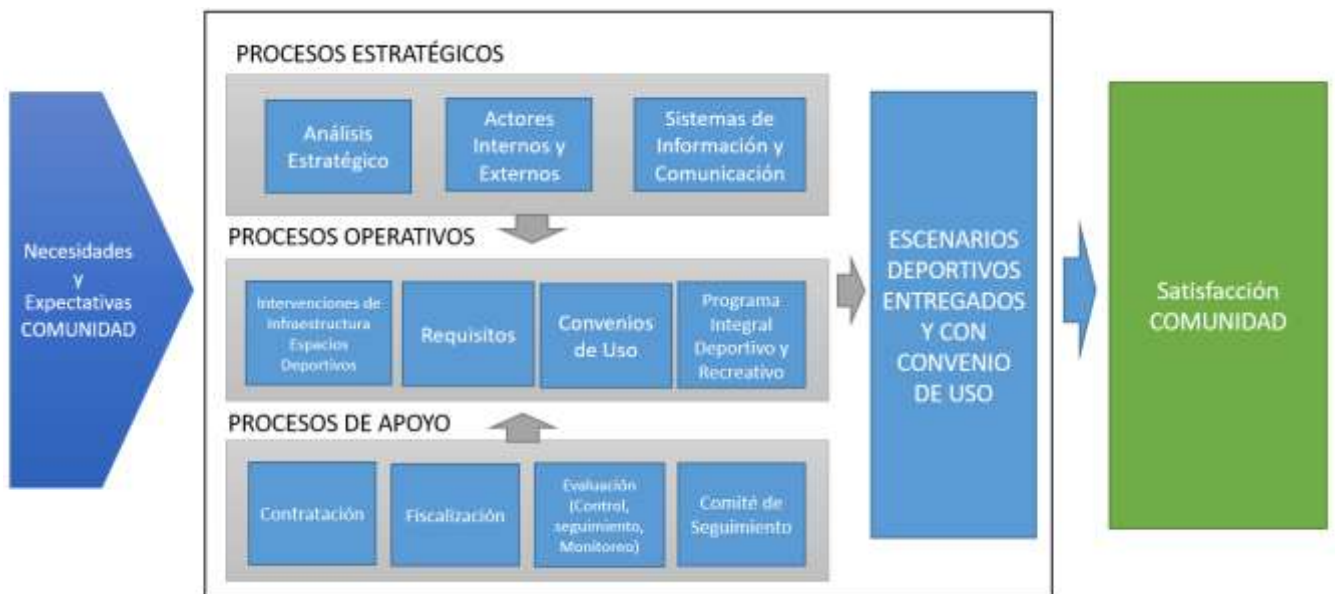 Necesidades
y
Expectativas
COMUNIDAD
PROCESOS ESTRATÉGICOS
Análisis
Estratégico
Actores
Internos y
Externos
Sistemas de
Información y
Comunicación
PROCESOS OPERATIVOS
Intervenciones de
Infraestructura
Espacios
Deportivos
Requisitos
Convenios
de Uso
Programa
Integral
Deportivo y
Recreativo
PROCESOS DE APOYO
Contratación
Fiscalización
Evaluación
(Control,
seguimiento,
Monitoreo)
Comité de
Seguimiento
ESCENARIOS
DEPORTIVOS
ENTREGADOS
Y CON
CONVENIO
DE USO
Satisfacción
COMUNIDAD